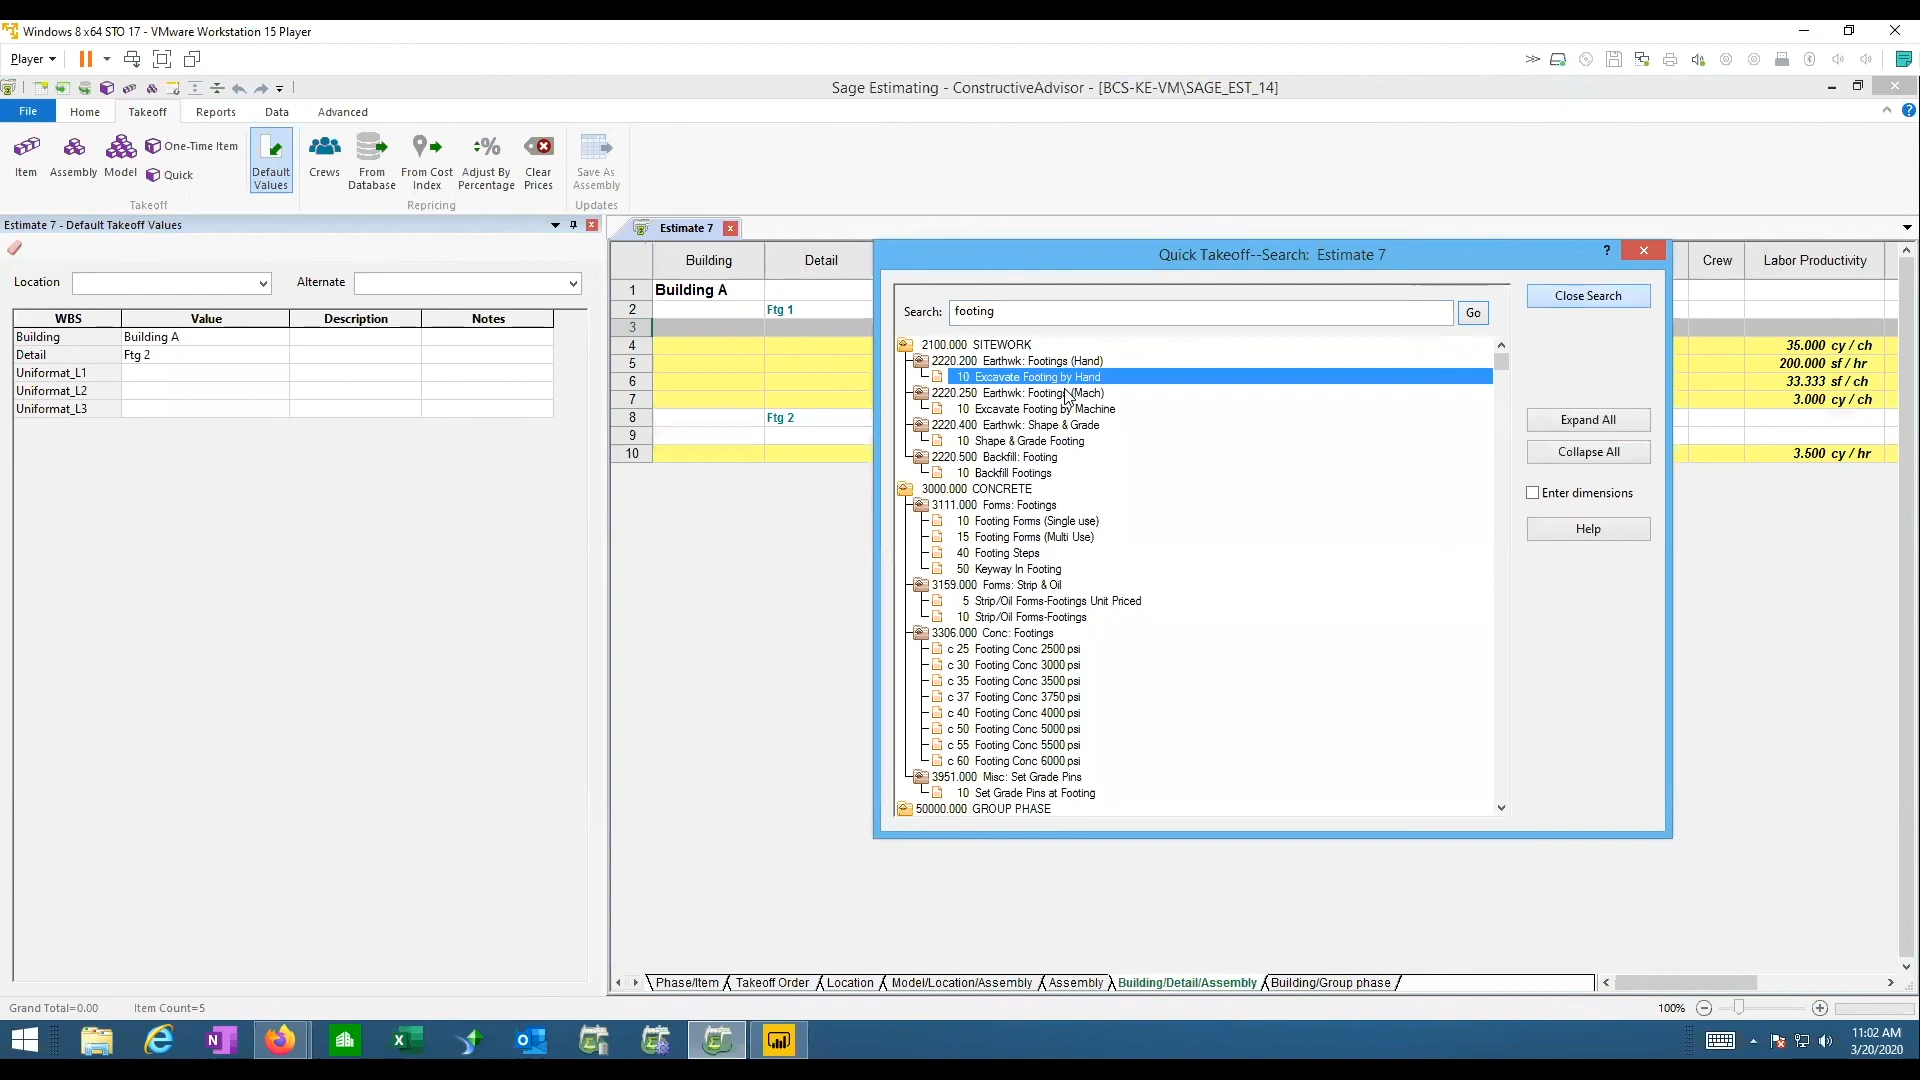 Windows 8 x64 STO 17 - VMware Workstation 15 Player
Player
Sage Estimating - ConstructiveAdvisor - [BCS-KE-VM\SAGE_EST_14]
File Home Takeoff Reports Data Advanced
Item Assembly Model One-Time Item Quick Default Values Crews From Database From Cost Index Adjust By Percentage Clear Prices Save As Assembly
Takeoff Repricing Updates
Estimate 7 - Default Takeoff Values
Location Alternate
WBS Value Description Notes
Building Building A
Detail Ftg 2
Uniformat_L1
Uniformat_L2
Uniformat_L3
Estimate 7
Building Detail Crew Labor Productivity
1 Building A
2 Ftg 1
3
4 35.000 cy / ch
5 200.000 sf / hr
6 33.333 sf / ch
7 3.000 cy / ch
8 Ftg 2
9
10 3.500 cy / hr
Quick Takeoff--Search: Estimate 7
?
Search: footing Go
2100.000 SITEWORK
2220.200 Earthwk: Footings (Hand)
10 Excavate Footing by Hand
2220.250 Earthwk: Footings (Mach)
10 Excavate Footing by Machine
2220.400 Earthwk: Shape & Grade
10 Shape & Grade Footing
2220.500 Backfill: Footing
10 Backfill Footings
3000.000 CONCRETE
3111.000 Forms: Footings
10 Footing Forms (Single use)
15 Footing Forms (Multi Use)
40 Footing Steps
50 Keyway In Footing
3159.000 Forms: Strip & Oil
5 Strip/Oil Forms-Footings Unit Priced
10 Strip/Oil Forms-Footings
3306.000 Conc: Footings
c 25 Footing Conc 2500 psi
c 30 Footing Conc 3000 psi
c 35 Footing Conc 3500 psi
c 37 Footing Conc 3750 psi
c 40 Footing Conc 4000 psi
c 50 Footing Conc 5000 psi
c 55 Footing Conc 5500 psi
c 60 Footing Conc 6000 psi
3951.000 Misc: Set Grade Pins
10 Set Grade Pins at Footing
50000.000 GROUP PHASE
Close Search
Expand All
Collapse All
Enter dimensions
Help
Phase/Item Takeoff Order Location Model/Location/Assembly Assembly Building/Detail/Assembly Building/Group phase
Grand Total=0.00 Item Count=5
100%
11:02 AM
3/20/2020